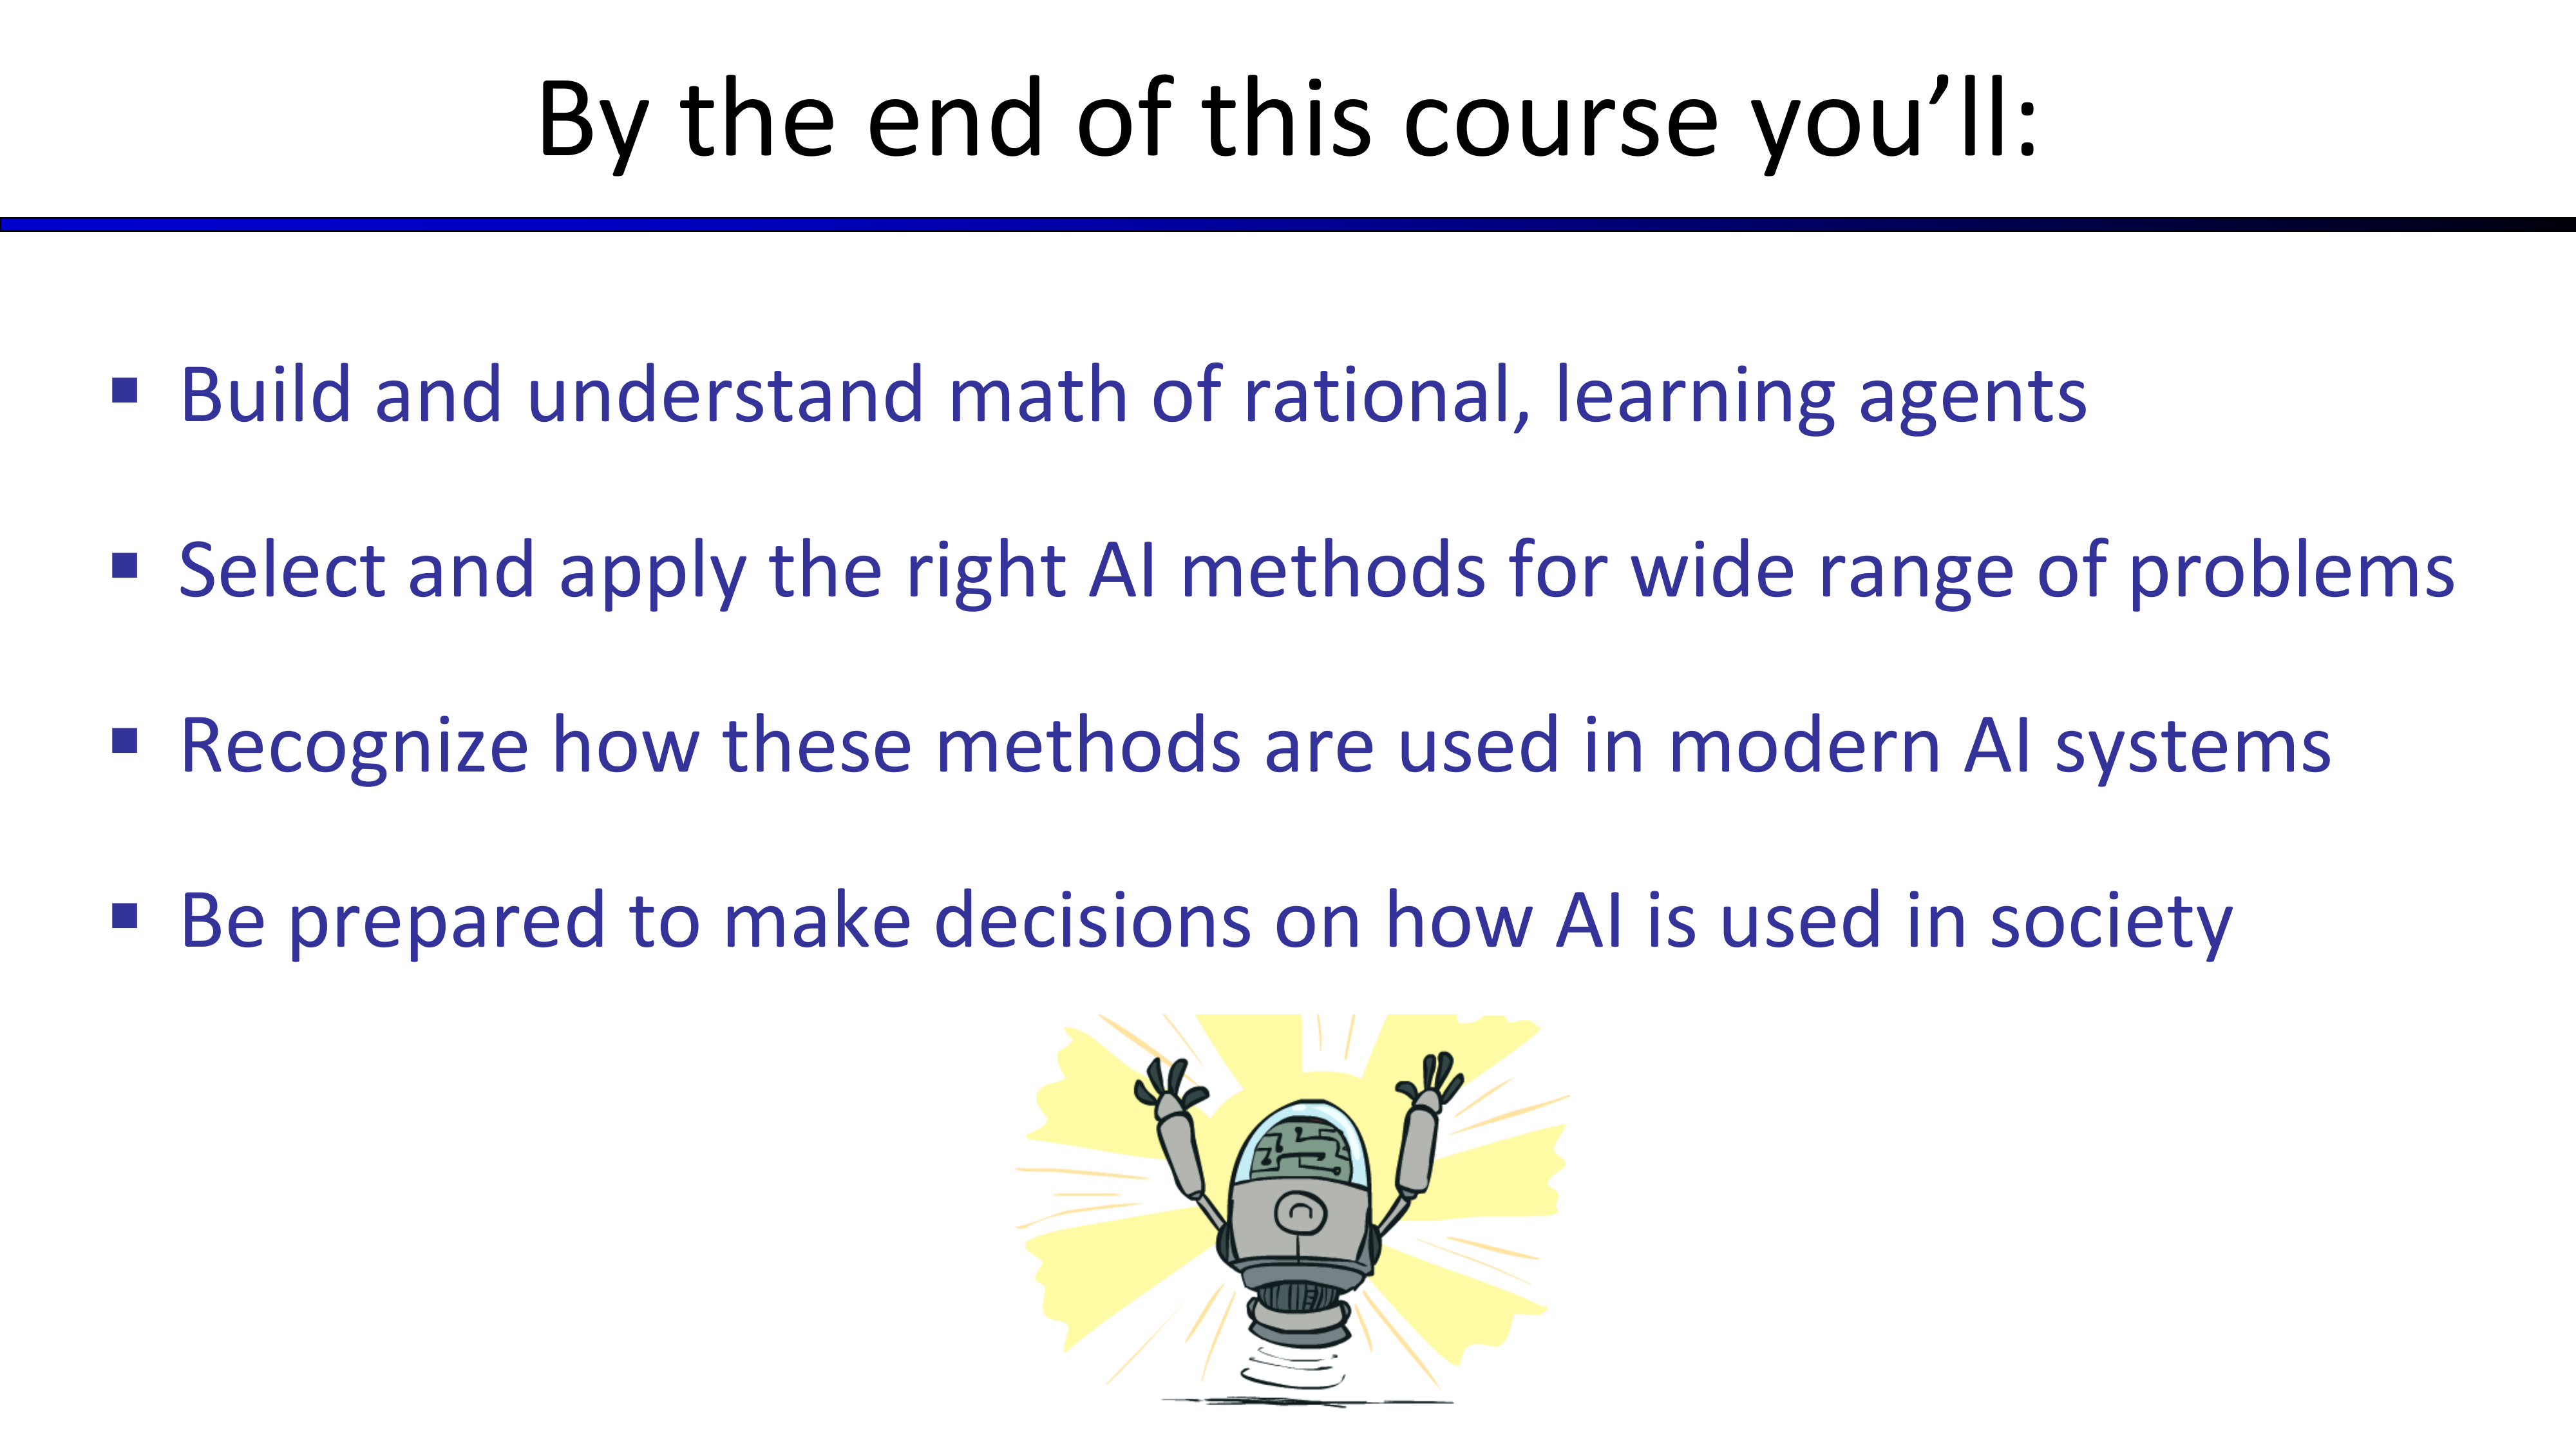 By the end of this course you’ll:
▪ Build and understand math of rational, learning agents
▪ Select and apply the right AI methods for wide range of problems
▪ Recognize how these methods are used in modern AI systems
▪ Be prepared to make decisions on how AI is used in society